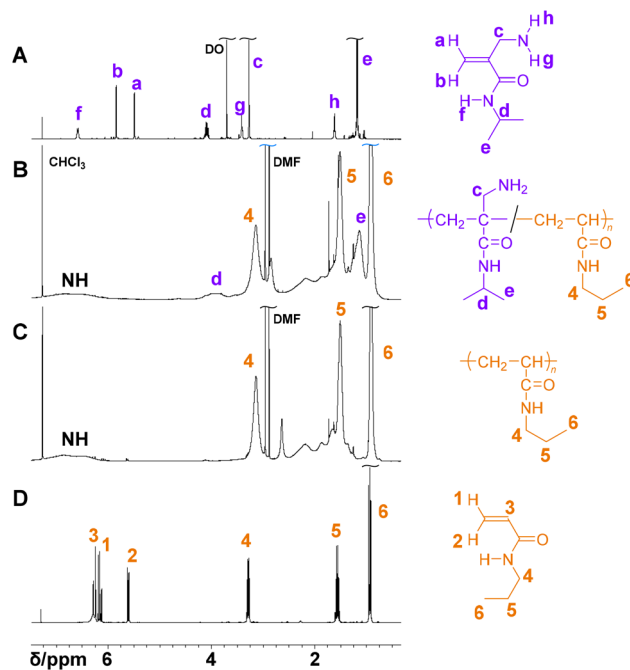 A
f
b
a
d
DO
g
c
h
e
a H
b H
c
N
H h
H g
O
H N
f
d
e
B
CHCl3
NH
d
4
DMF
5
e
6
c NH2
(CH2 C CH2 CH)n
C=O C=O
NH NH
d e
4 6
5
C
NH
4
DMF
5
6
(CH2 CH)n
C=O
NH
4 6
5
D
3
1
2
4
5
6
1 H 3
2 H
O
H-N
4
6 5
δ/ppm 6 4 2